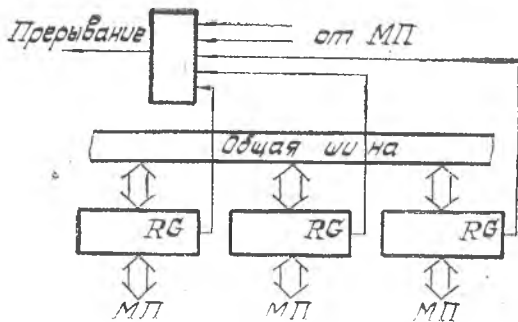 Прерывание
от МП
Общая шина
RG
RG
RG
МП
МП
МП